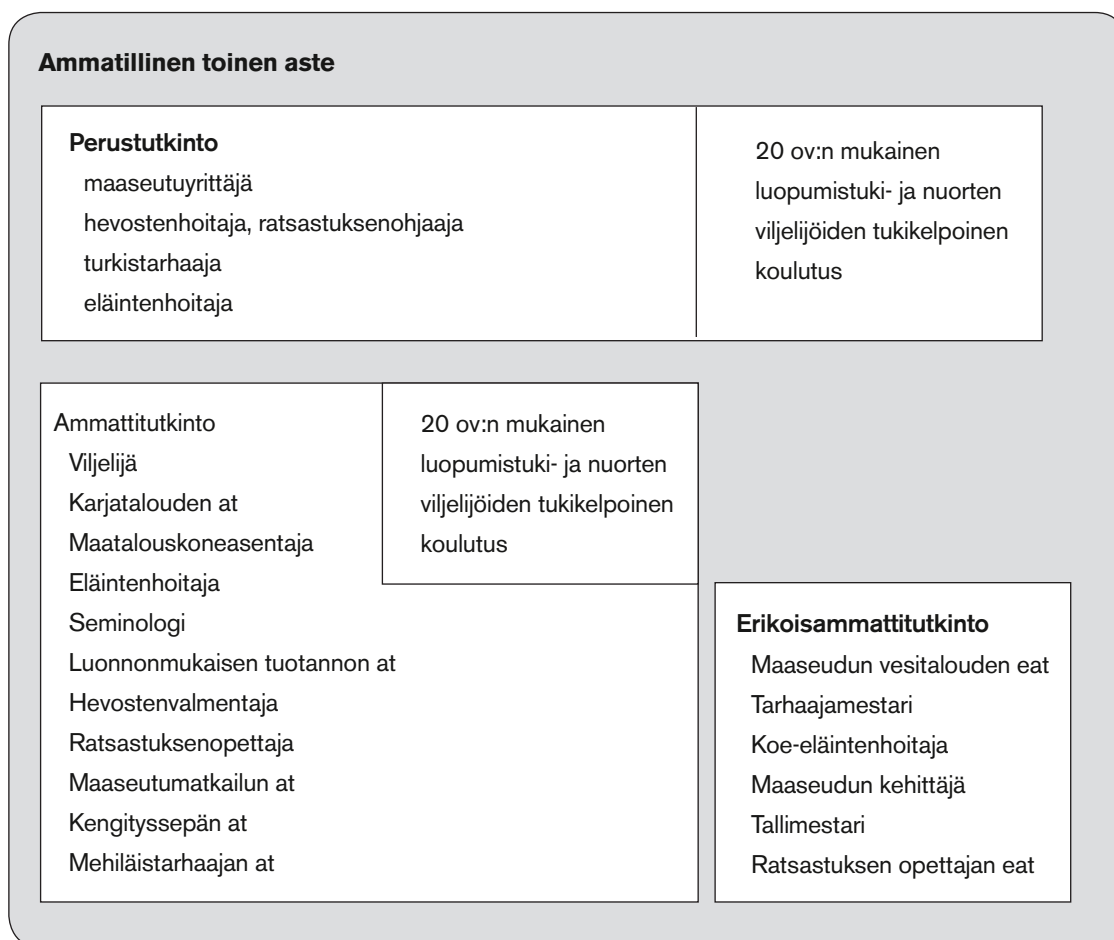 Ammatillinen toinen aste
Perustutkinto
maaseutuyrittäjä
hevostenhoitaja, ratsastuksenohjaaja
turkistarhaaja
eläintenhoitaja
20 ov:n mukainen
luopumistuki- ja nuorten
viljelijöiden tukikelpoinen
koulutus
Ammattitutkinto
Viljelijä
Karjatalouden at
Maatalouskoneasentaja
Eläintenhoitaja
Seminologi
Luonnonmukaisen tuotannon at
Hevostenvalmentaja
Ratsastuksenopettaja
Maaseutumatkailun at
Kengityssepän at
Mehiläistarhaajan at
20 ov:n mukainen
luopumistuki- ja nuorten
viljelijöiden tukikelpoinen
koulutus
Erikoisammattitutkinto
Maaseudun vesitalouden eat
Tarhaajamestari
Koe-eläintenhoitaja
Maaseudun kehittäjä
Tallimestari
Ratsastuksen opettajan eat